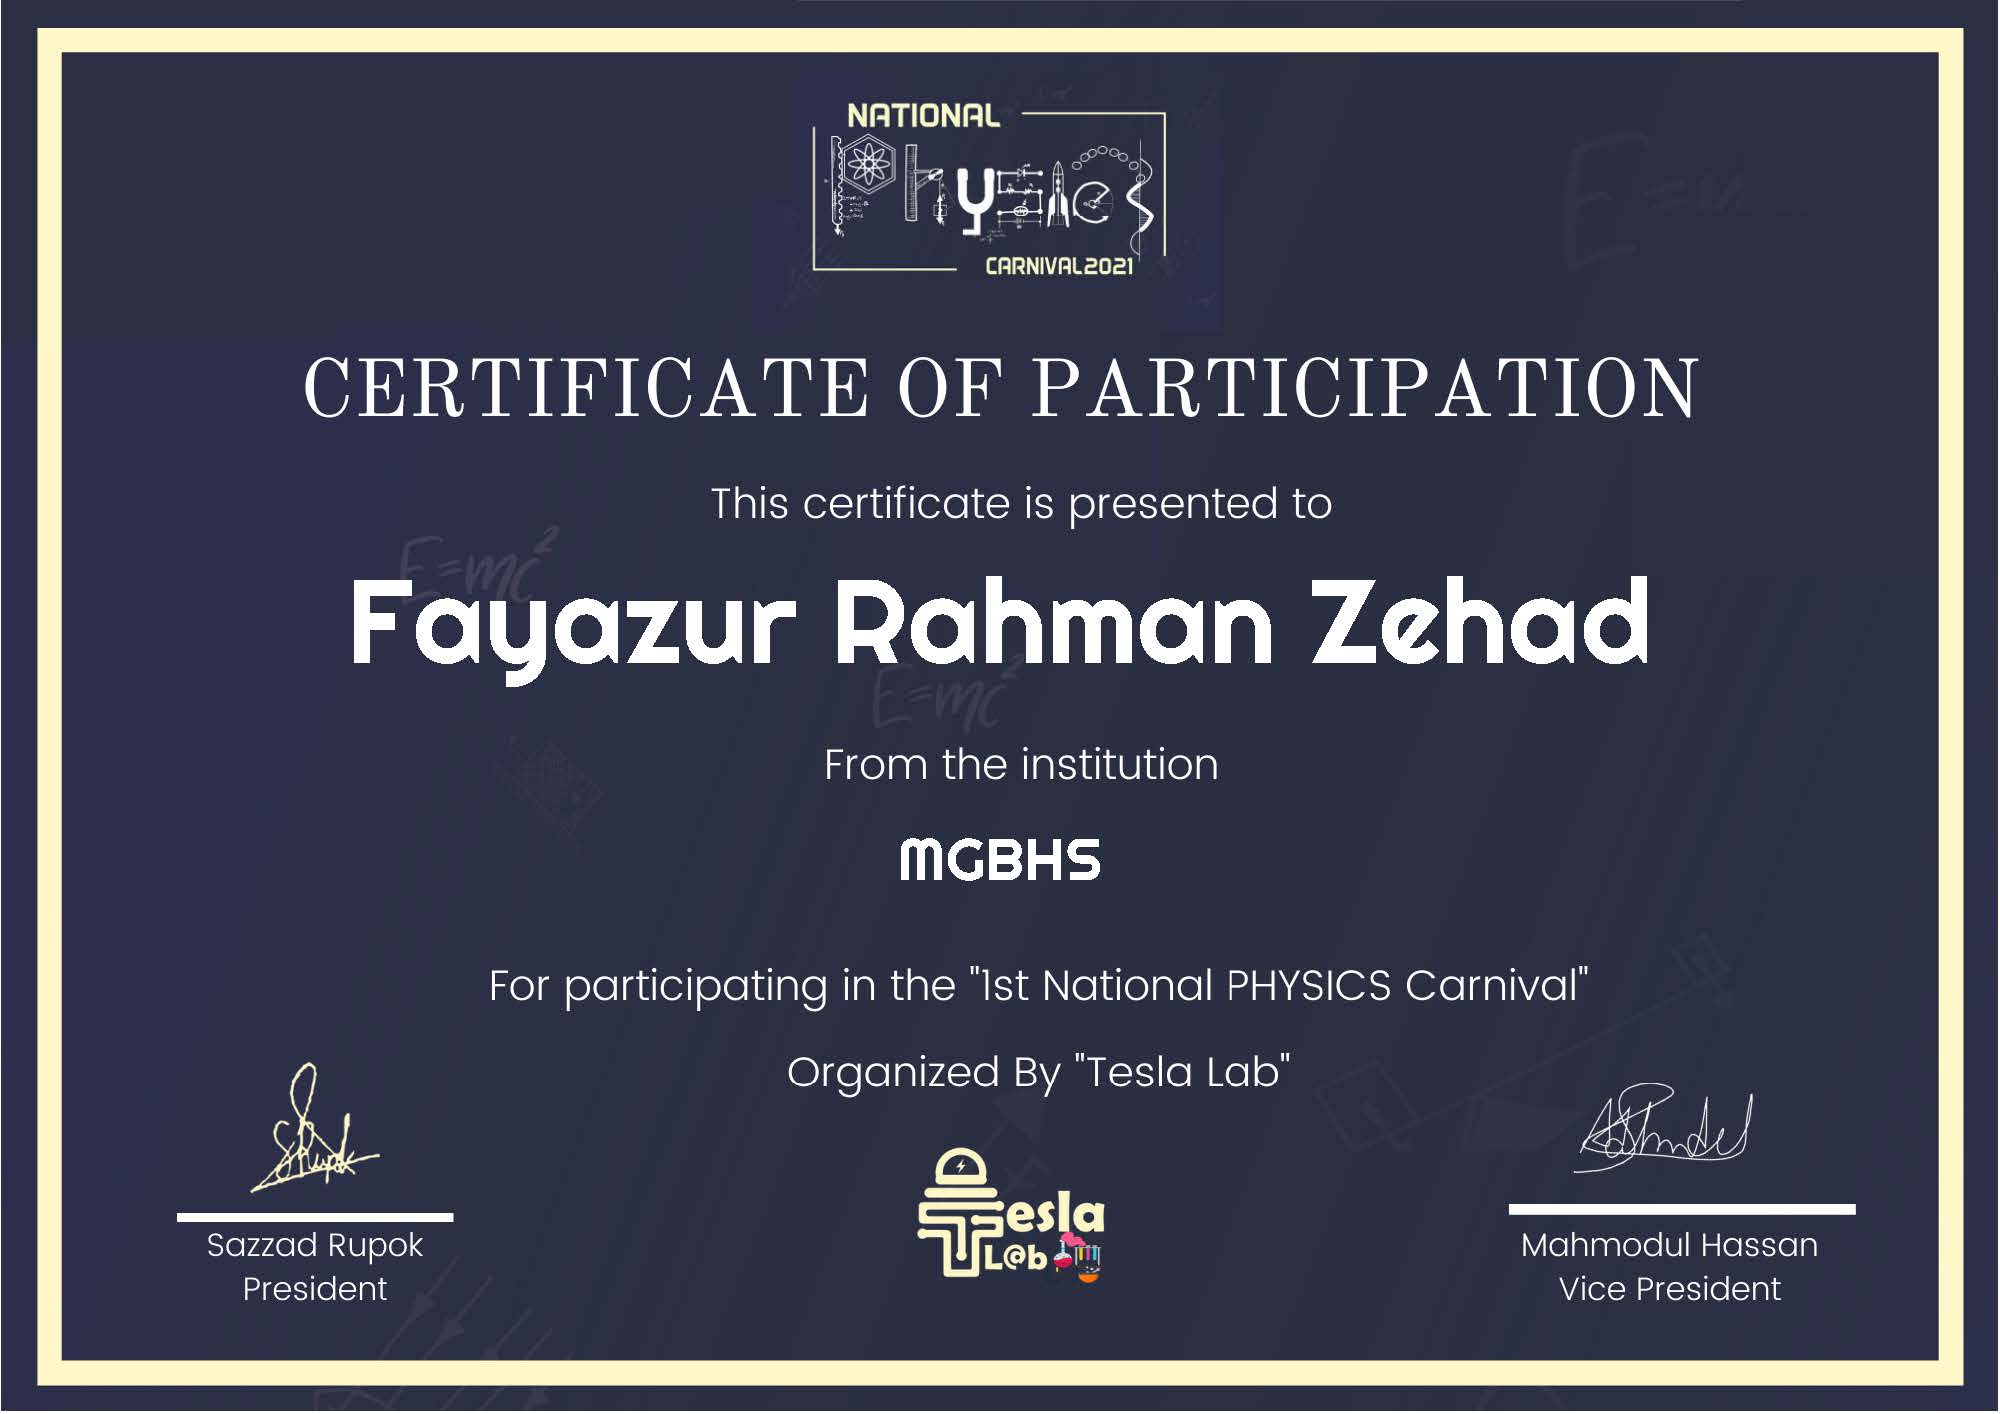 NATIONAL
Physics
CARNIVAL2021
CERTIFICATE OF PARTICIPATION
This certificate is presented to
E=mc²
Fayazur Rahman Zehad
E=mc²
From the institution
MGBHS
For participating in the "1st National PHYSICS Carnival"
Organized By "Tesla Lab"
Tesla
L@b
Sazzad Rupok
President
Mahmodul Hassan
Vice President